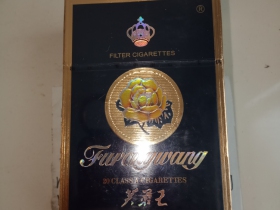 ®
FILTER CIGARETTES
Furongwang
20 CLASS A CIGARETTES
芙蓉王